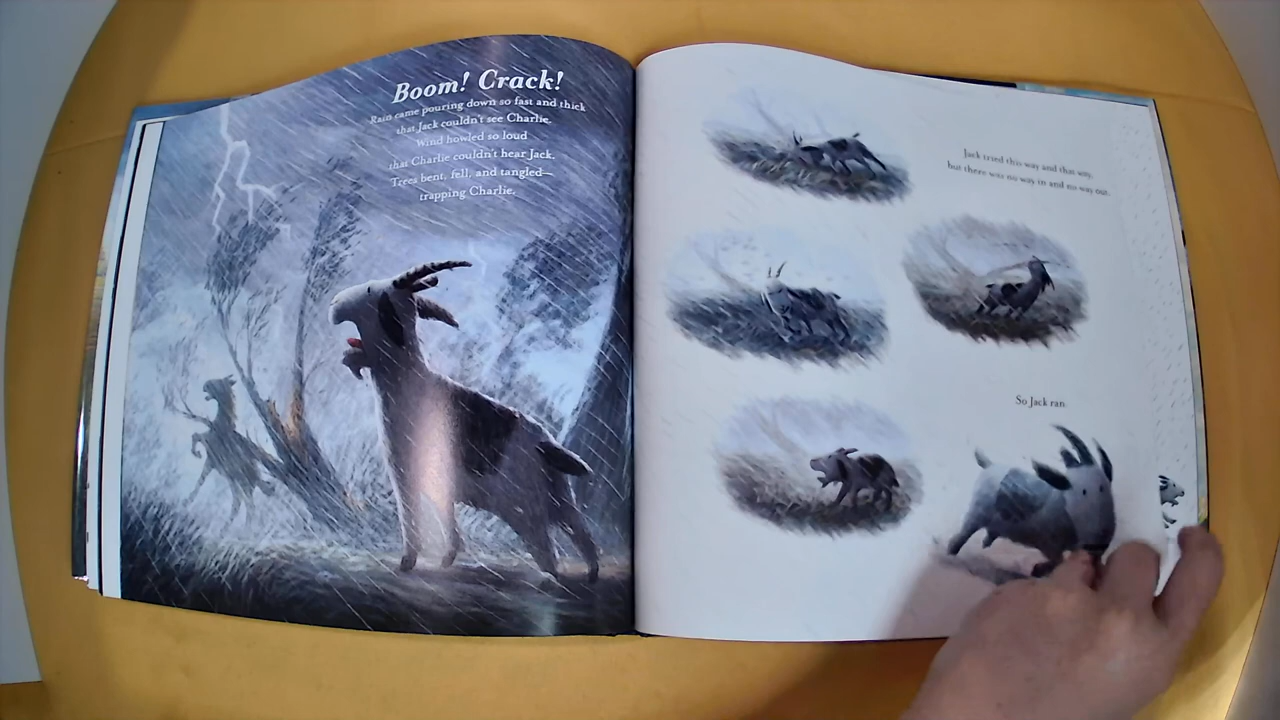 Boom! Crack!
Rain came pouring down so fast and thick
that Jack couldn't see Charlie.
Wind howled so loud
that Charlie couldn't hear Jack.
Trees bent, fell, and tangled—
trapping Charlie.
Jack tried this way and that way,
but there was no way in and no way out.
So Jack ran.